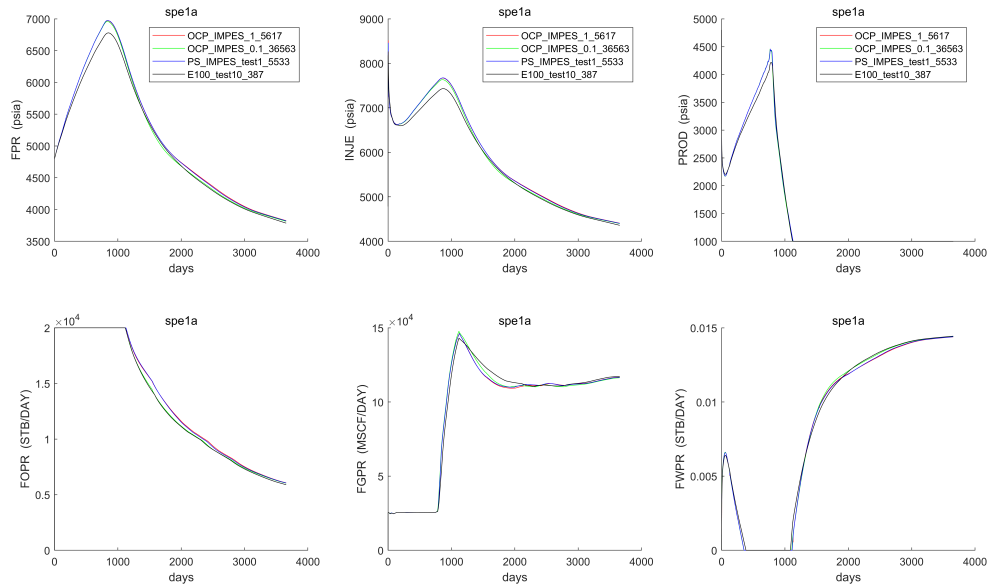 spe1a
7000
6500
6000
5500
5000
4500
4000
3500
FPR (psia)
0
1000
2000
3000
4000
days
OCP_IMPES_1_5617
OCP_IMPES_0.1_36563
PS_IMPES_test1_5533
E100_test10_387
spe1a
9000
8000
7000
6000
5000
4000
INJE (psia)
0
1000
2000
3000
4000
days
OCP_IMPES_1_5617
OCP_IMPES_0.1_36563
PS_IMPES_test1_5533
E100_test10_387
spe1a
5000
4500
4000
3500
3000
2500
2000
1500
1000
PROD (psia)
0
1000
2000
3000
4000
days
OCP_IMPES_1_5617
OCP_IMPES_0.1_36563
PS_IMPES_test1_5533
E100_test10_387
×10^4
spe1a
2
1.5
1
0.5
0
FOPR (STB/DAY)
0
1000
2000
3000
4000
days
×10^4
spe1a
15
10
5
0
FGPR (MSCF/DAY)
0
1000
2000
3000
4000
days
spe1a
0.015
0.01
0.005
0
FWPR (STB/DAY)
0
1000
2000
3000
4000
days